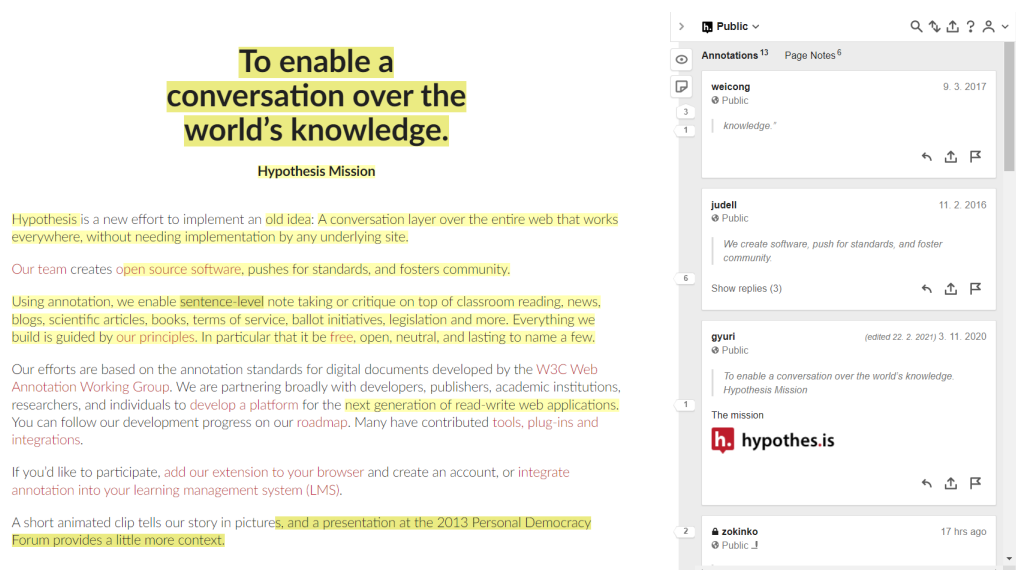 To enable a
conversation over the
world's knowledge.
Hypothesis Mission
Hypothesis is a new effort to implement an old idea: A conversation layer over the entire web that works
everywhere, without needing implementation by any underlying site.
Our team creates open source software, pushes for standards, and fosters community.
Using annotation, we enable sentence-level note taking or critique on top of classroom reading, news,
blogs, scientific articles, books, terms of service, ballot initiatives, legislation and more. Everything we
build is guided by our principles. In particular that it be free, open, neutral, and lasting to name a few.
Our efforts are based on the annotation standards for digital documents developed by the W3C Web
Annotation Working Group. We are partnering broadly with developers, publishers, academic institutions,
researchers, and individuals to develop a platform for the next generation of read-write web applications.
You can follow our development progress on our roadmap. Many have contributed tools, plug-ins and
integrations.
If you'd like to participate, add our extension to your browser and create an account, or integrate
annotation into your learning management system (LMS).
A short animated clip tells our story in pictures, and a presentation at the 2013 Personal Democracy
Forum provides a little more context.
h. Public
Annotations 13 Page Notes 6
3
1
6
1
2
weicong 9. 3. 2017
Public
knowledge."
judell 11. 2. 2016
Public
We create software, push for standards, and foster
community.
Show replies (3)
gyuri (edited 22. 2. 2021) 3. 11. 2020
Public
To enable a conversation over the world's knowledge.
Hypothesis Mission
The mission
h. hypothes.is
zokinko 17 hrs ago
Public